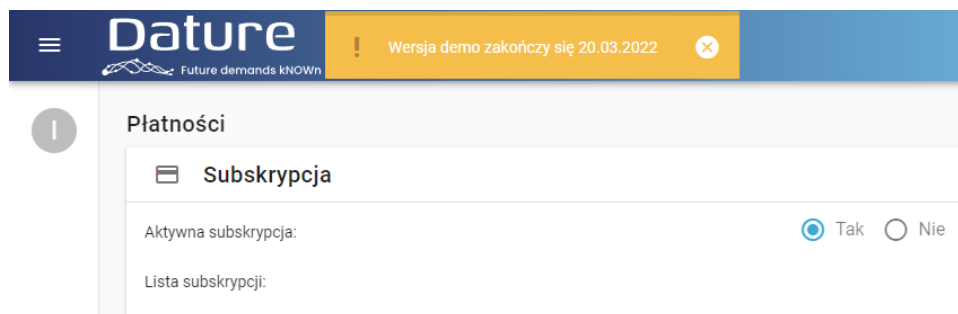 Dature
Future demands kNOWn
! Wersja demo zakończy się 20.03.2022
I
Płatności
Subskrypcja
Aktywna subskrypcja: Tak Nie
Lista subskrypcji: